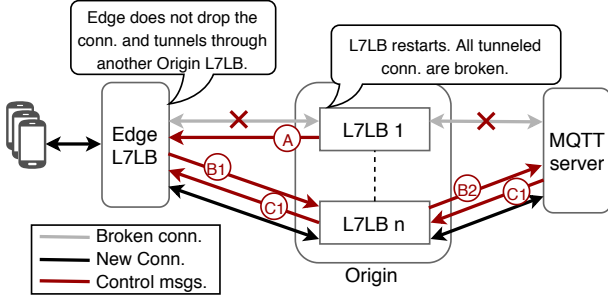 Edge does not drop the
conn. and tunnels through
another Origin L7LB.
L7LB restarts. All tunneled
conn. are broken.
Edge
L7LB
L7LB 1
MQTT
server
A
B1
B2
C1
C1
L7LB n
Origin
Broken conn.
New Conn.
Control msgs.